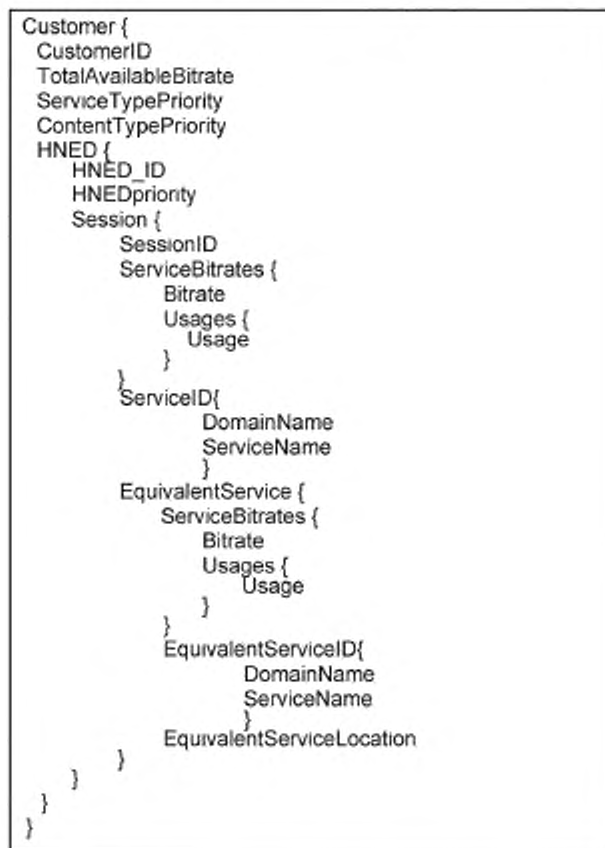 Customer {
CustomerID
TotalAvailableBitrate
ServiceTypePriority
ContentTypePriority
HNED {
HNED_ID
HNEDpriority
Session {
SessionID
ServiceBitrates {
Bitrate
Usages {
Usage
}
}
ServiceID{
DomainName
ServiceName
}
EquivalentService {
ServiceBitrates {
Bitrate
Usages {
Usage
}
}
EquivalentServiceID{
DomainName
ServiceName
}
EquivalentServiceLocation
}
}
}
}